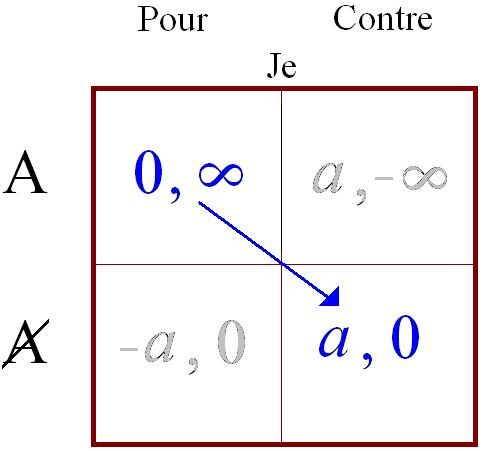 Pour Contre
Je
A 0, ∞ a, -∞
A̸ -a, 0 a, 0